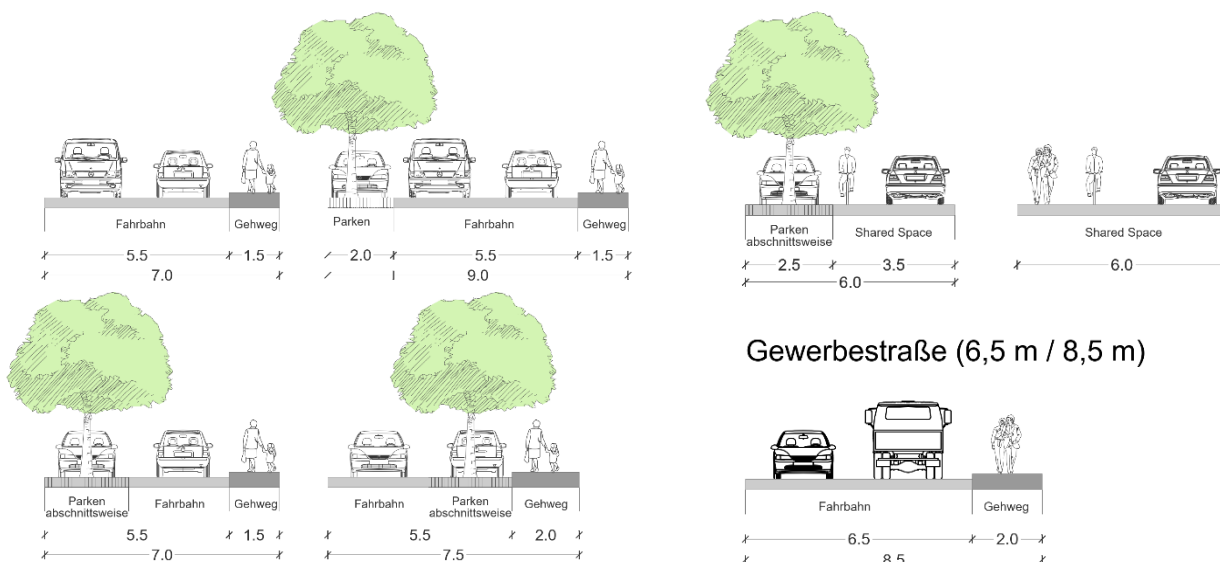 Fahrbahn
Gehweg
5.5
1.5
7.0
Parken
Fahrbahn
Gehweg
2.0
5.5
1.5
9.0
Parken
abschnittsweise
Shared Space
2.5
3.5
6.0
Shared Space
6.0
Parken
abschnittsweise
Fahrbahn
Gehweg
5.5
1.5
7.0
Fahrbahn
Parken
abschnittsweise
Gehweg
5.5
2.0
7.5
Gewerbestraße (6,5 m / 8,5 m)
Fahrbahn
Gehweg
6.5
2.0
8.5